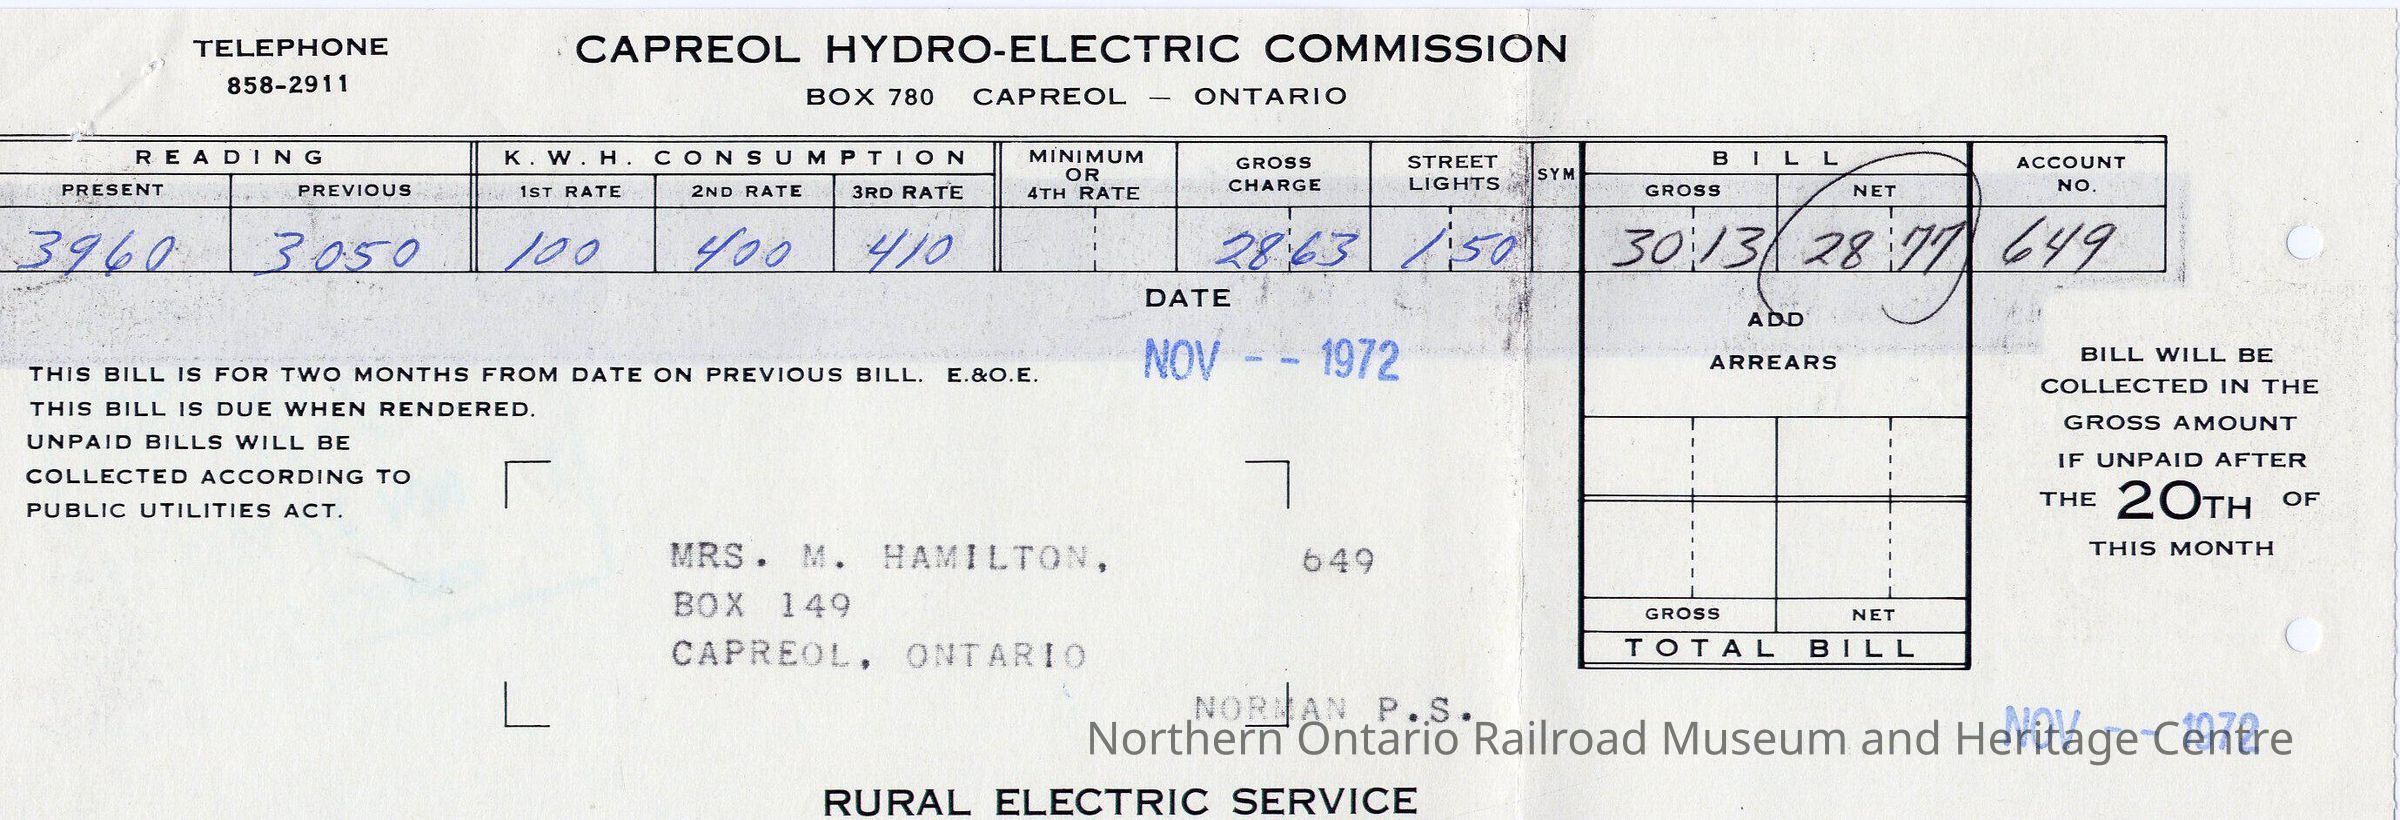 TELEPHONE
858-2911
CAPREOL HYDRO-ELECTRIC COMMISSION
BOX 780 CAPREOL — ONTARIO
READING K.W.H. CONSUMPTION MINIMUM OR 4TH RATE GROSS CHARGE STREET LIGHTS SYM BILL ACCOUNT NO.
PRESENT PREVIOUS 1ST RATE 2ND RATE 3RD RATE GROSS NET
3960 3050 100 400 410 28 63 1 50 30 13 28 77 649
DATE
NOV -- 1972
THIS BILL IS FOR TWO MONTHS FROM DATE ON PREVIOUS BILL. E.&O.E.
THIS BILL IS DUE WHEN RENDERED.
UNPAID BILLS WILL BE
COLLECTED ACCORDING TO
PUBLIC UTILITIES ACT.
ADD
ARREARS
BILL WILL BE
COLLECTED IN THE
GROSS AMOUNT
IF UNPAID AFTER
THE 20TH OF
THIS MONTH
MRS. M. HAMILTON, 649
BOX 149
CAPREOL, ONTARIO
NORMAN P.S.
GROSS NET
TOTAL BILL
NOV -- 1972
Northern Ontario Railroad Museum and Heritage Centre
RURAL ELECTRIC SERVICE